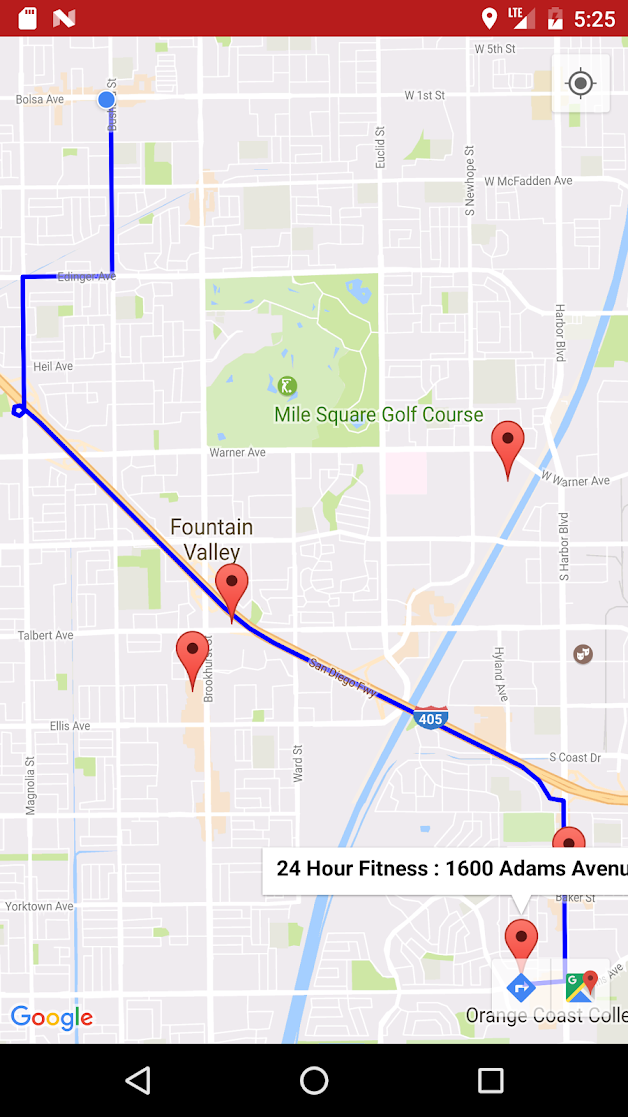 LTE 5:25
W 5th St
Bolsa Ave
W 1st St
Bushard St
Euclid St
S Newhope St
W McFadden Ave
Edinger Ave
Harbor Blvd
Heil Ave
Mile Square Golf Course
Warner Ave
W Warner Ave
Fountain
Valley
S Harbor Blvd
Talbert Ave
Brookhurst St
San Diego Fwy
Hyland Ave
405
Ellis Ave
Ward St
S Coast Dr
Magnolia St
24 Hour Fitness : 1600 Adams Avenu
Baker St
Yorktown Ave
s Ave
G
Google
Orange Coast Colle